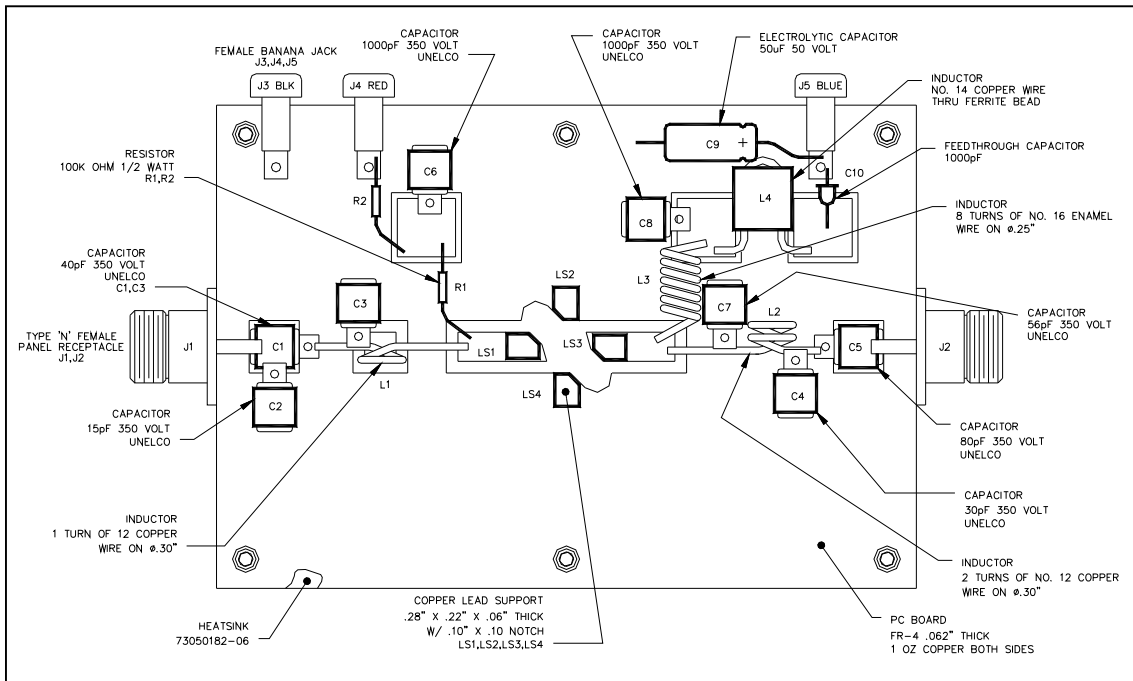 CAPACITOR
1000pF 350 VOLT
UNELCO
CAPACITOR
1000pF 350 VOLT
UNELCO
ELECTROLYTIC CAPACITOR
50uF 50 VOLT
FEMALE BANANA JACK
J3,J4,J5
J3 BLK
J4 RED
J5 BLUE
INDUCTOR
NO. 14 COPPER WIRE
THRU FERRITE BEAD
RESISTOR
100K OHM 1/2 WATT
R1,R2
C9 +
FEEDTHROUGH CAPACITOR
1000pF
C6
C10
R2
L4
C8
INDUCTOR
8 TURNS OF NO. 16 ENAMEL
WIRE ON ø.25"
CAPACITOR
40pF 350 VOLT
UNELCO
C1,C3
LS2
L3
R1
C3
C7
L2
CAPACITOR
56pF 350 VOLT
UNELCO
TYPE 'N' FEMALE
PANEL RECEPTACLE
J1,J2
J1
C1
LS1
LS3
C5
J2
L1
LS4
C2
C4
CAPACITOR
15pF 350 VOLT
UNELCO
CAPACITOR
80pF 350 VOLT
UNELCO
CAPACITOR
30pF 350 VOLT
UNELCO
INDUCTOR
1 TURN OF 12 COPPER
WIRE ON ø.30"
INDUCTOR
2 TURNS OF NO. 12 COPPER
WIRE ON ø.30"
HEATSINK
73050182-06
COPPER LEAD SUPPORT
.28" X .22" X .06" THICK
W/ .10" X .10 NOTCH
LS1,LS2,LS3,LS4
PC BOARD
FR-4 .062" THICK
1 OZ COPPER BOTH SIDES